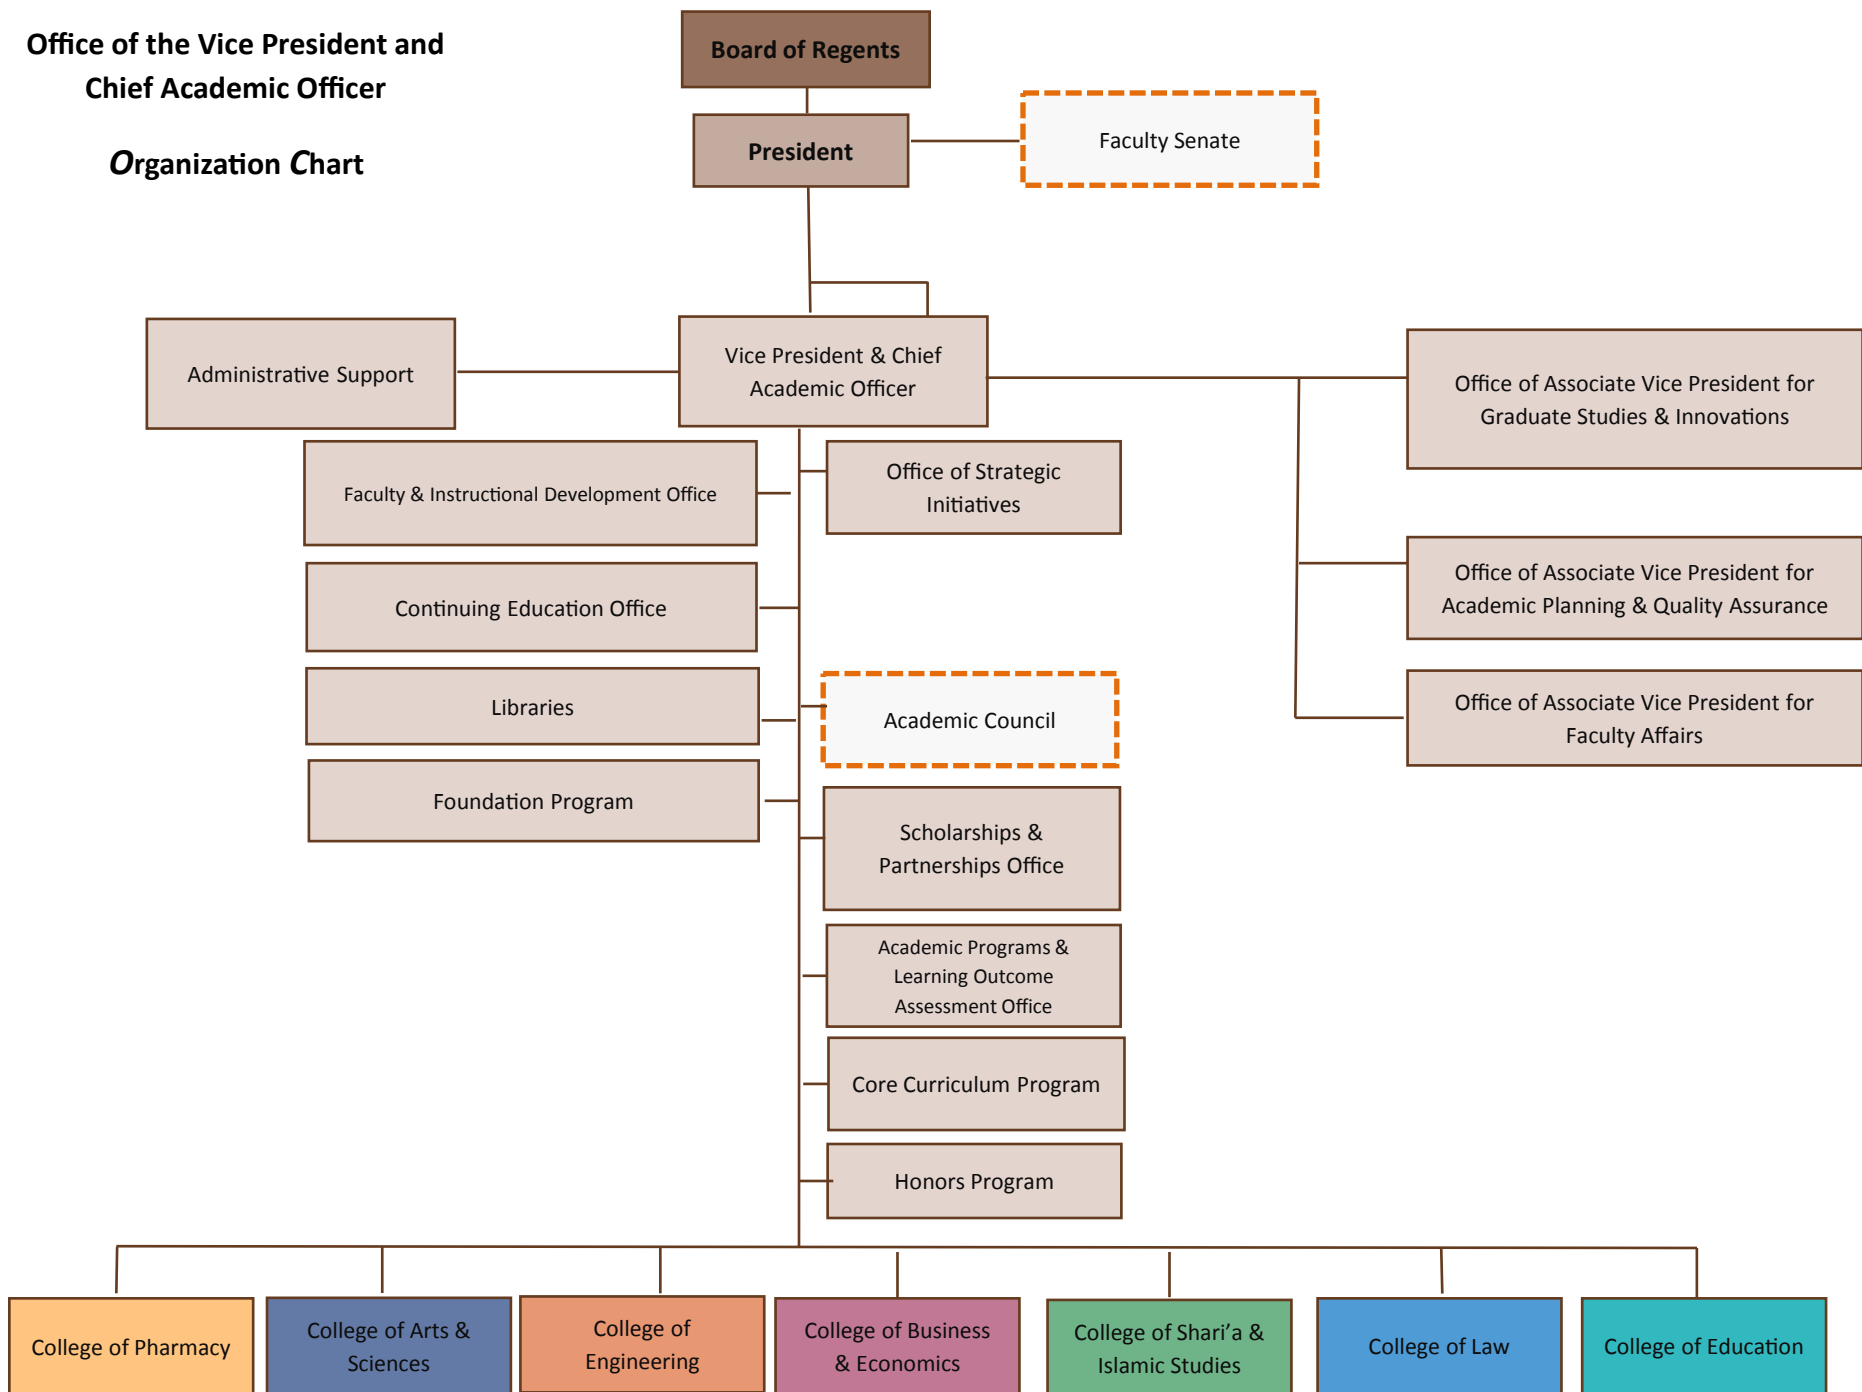 Office of the Vice President and
Chief Academic Officer
Organization Chart
Board of Regents
President
Faculty Senate
Administrative Support
Vice President & Chief
Academic Officer
Office of Associate Vice President for
Graduate Studies & Innovations
Faculty & Instructional Development Office
Office of Strategic
Initiatives
Continuing Education Office
Office of Associate Vice President for
Academic Planning & Quality Assurance
Libraries
Academic Council
Office of Associate Vice President for
Faculty Affairs
Foundation Program
Scholarships &
Partnerships Office
Academic Programs &
Learning Outcome
Assessment Office
Core Curriculum Program
Honors Program
College of Pharmacy
College of Arts &
Sciences
College of
Engineering
College of Business
& Economics
College of Shari’a &
Islamic Studies
College of Law
College of Education